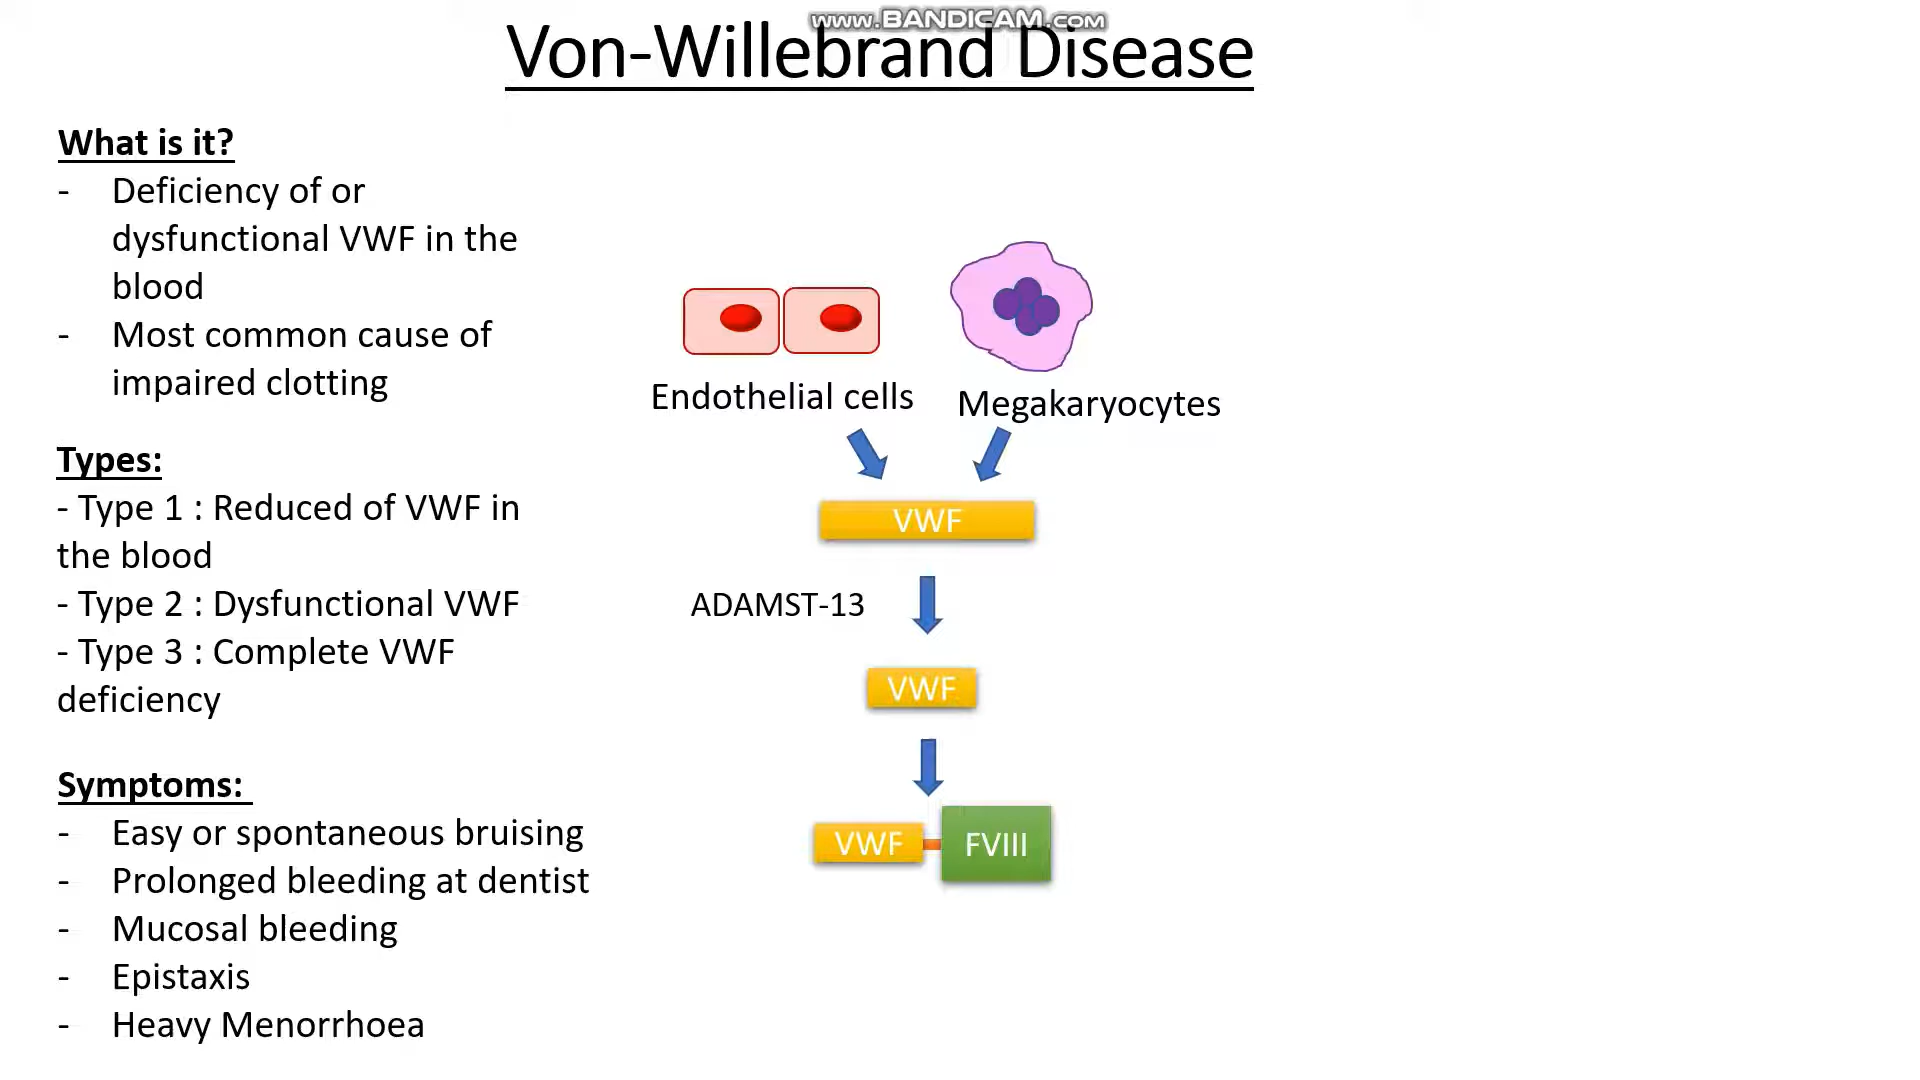 www.BANDICAM.com
Von-Willebrand Disease
What is it?
- Deficiency of or
dysfunctional VWF in the
blood
- Most common cause of
impaired clotting
Types:
- Type 1 : Reduced of VWF in
the blood
- Type 2 : Dysfunctional VWF
- Type 3 : Complete VWF
deficiency
Symptoms:
- Easy or spontaneous bruising
- Prolonged bleeding at dentist
- Mucosal bleeding
- Epistaxis
- Heavy Menorrhoea
Endothelial cells
Megakaryocytes
VWF
ADAMST-13
VWF
VWF
FVIII